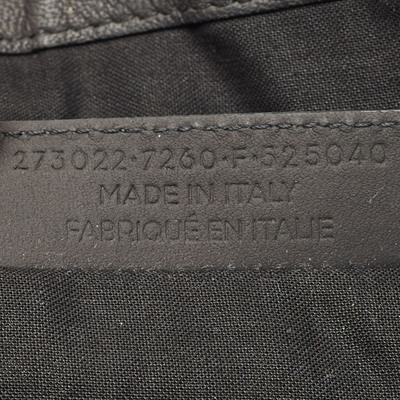 273022·7260·F·525040
MADE IN ITALY
FABRIQUÉ EN ITALIE